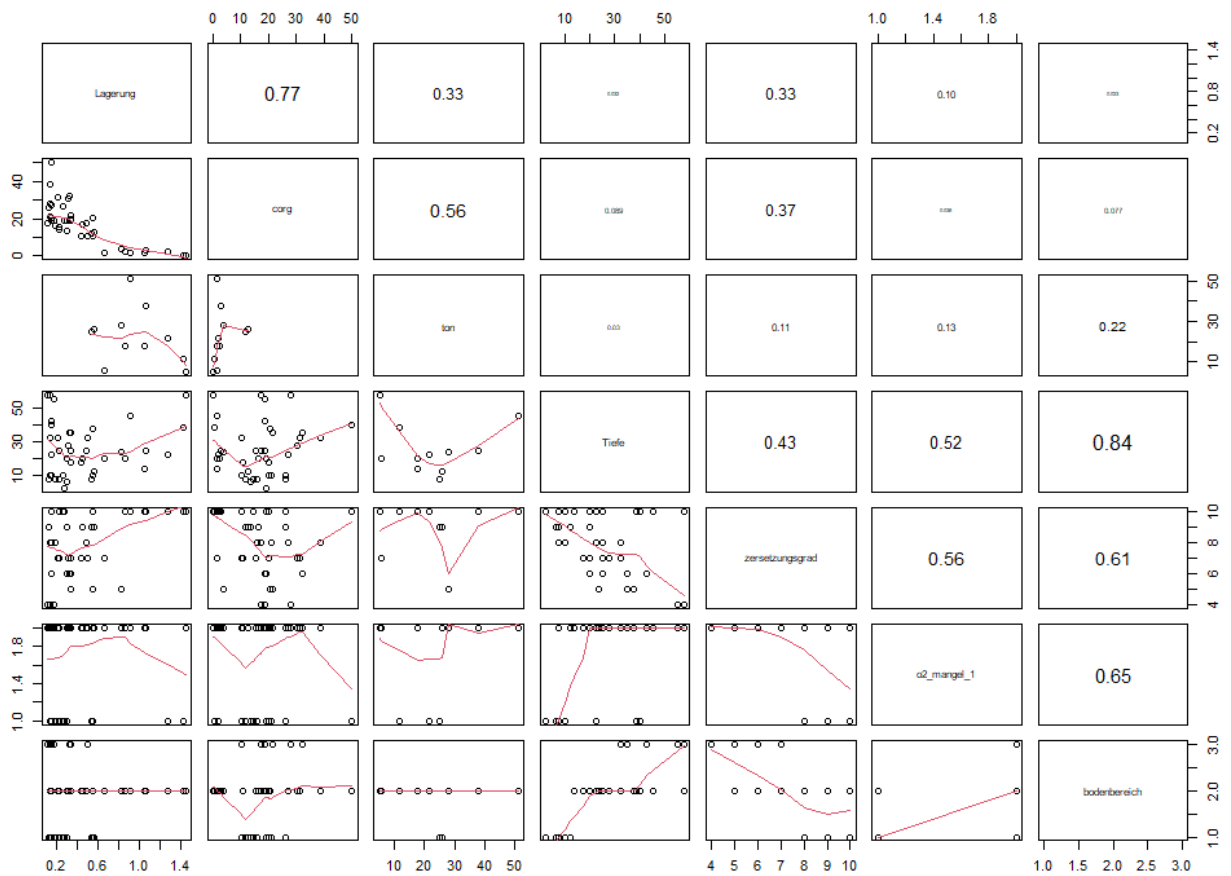 0 10 20 30 40 50 10 30 50 1.0 1.4 1.8
Lagerung 0.77 0.33 0.33 0.10 0.2 0.8 1.4
0 20 40 corg 0.56 0.089 0.37 0.077
ton 0.03 0.11 0.13 0.22 10 30 50
10 30 50 Tiefe 0.43 0.52 0.84
zersetzungsgrad 0.56 0.61 4 6 8 10
1.0 1.4 1.8 o2_mangel_1 0.65
bodenbereich 1.0 2.0 3.0
0.2 0.6 1.0 1.4 10 20 30 40 50 4 5 6 7 8 9 10 1.0 1.5 2.0 2.5 3.0